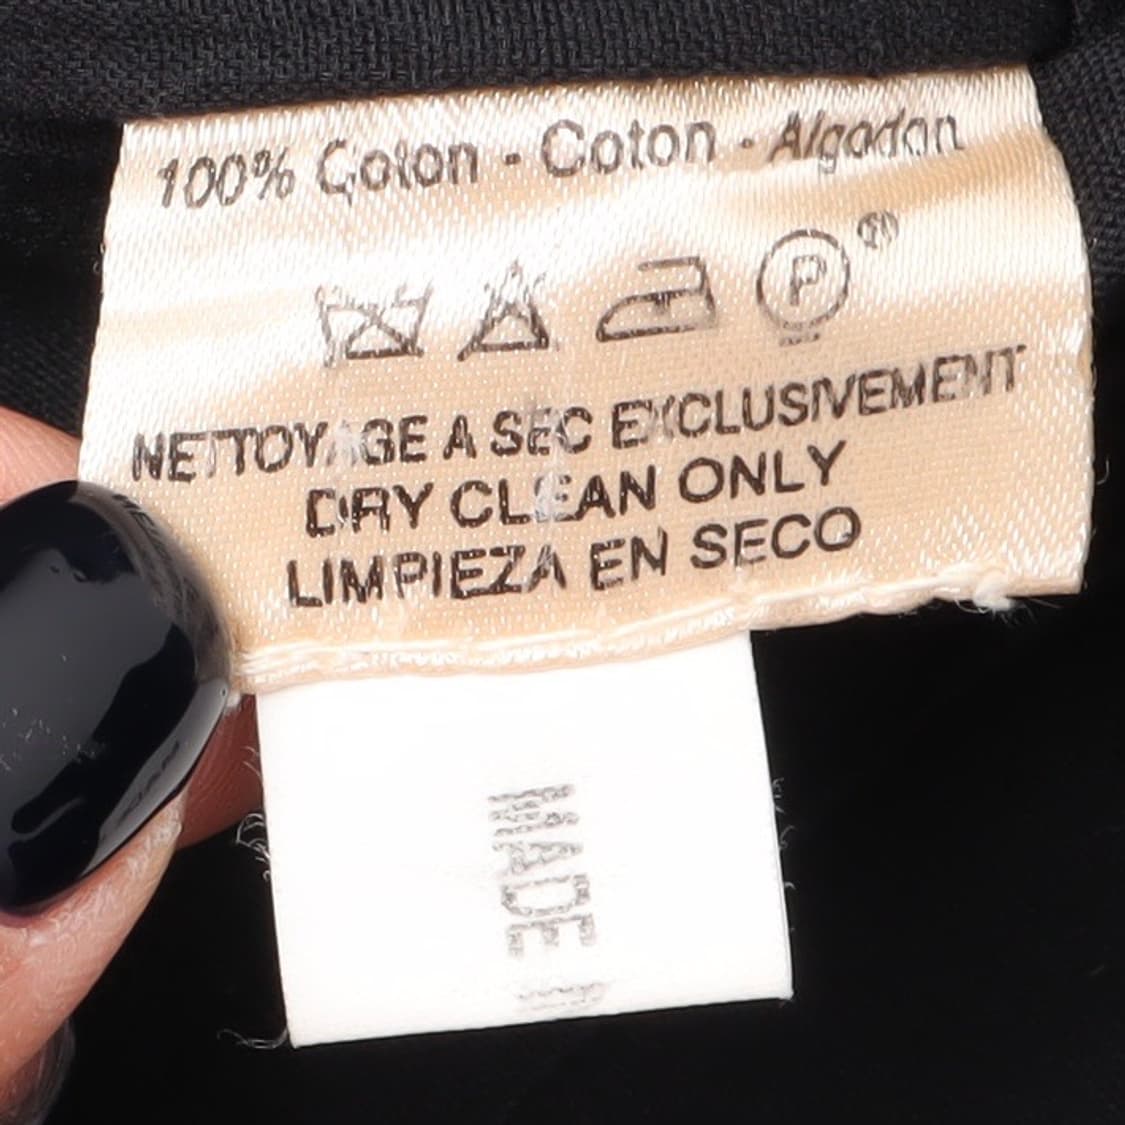 100% Coton - Coton - Algodon
P
NETTOYAGE A SEC EXCLUSIVEMENT
DRY CLEAN ONLY
LIMPIEZA EN SECO
MADE